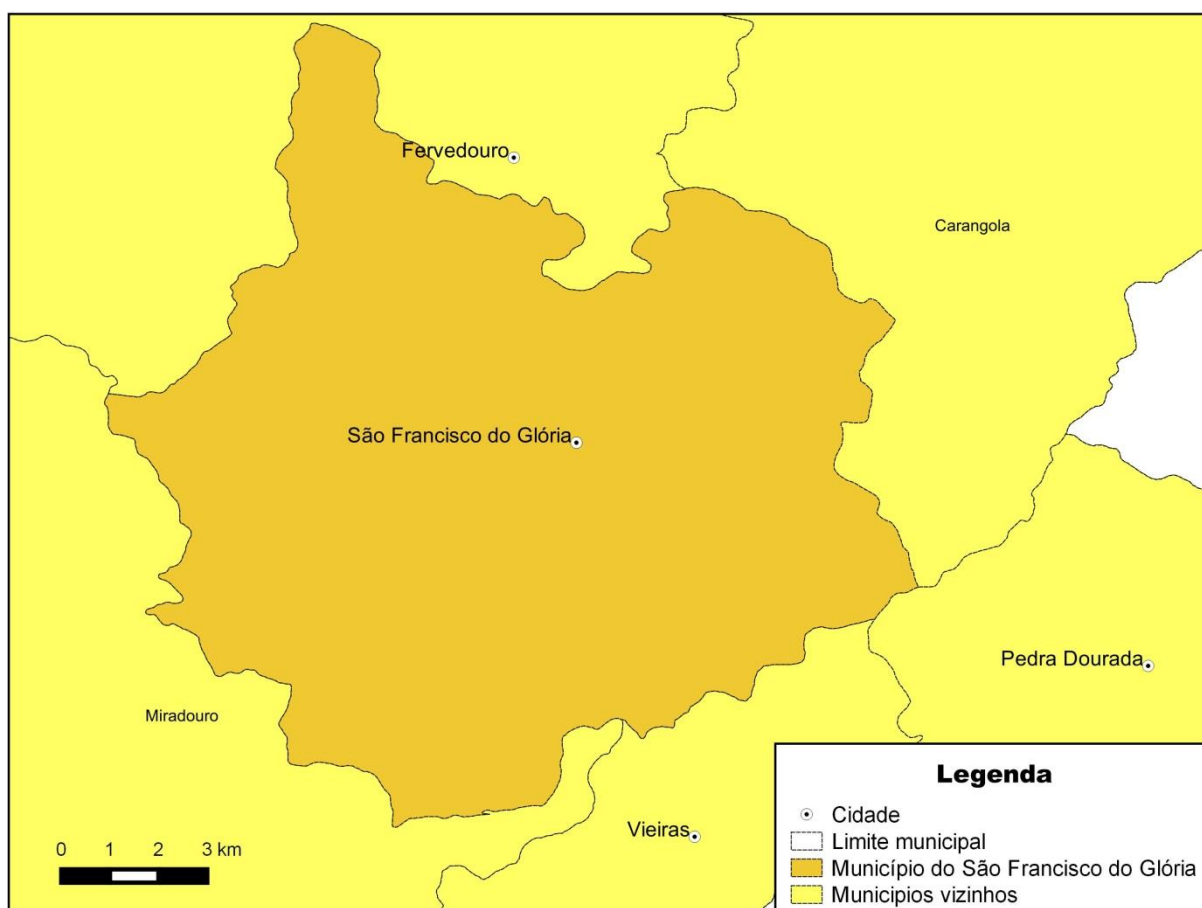 Fervedouro
Carangola
São Francisco do Glória
Pedra Dourada
Miradouro
Vieiras
0 1 2 3 km
Legenda
Cidade
Limite municipal
Município do São Francisco do Glória
Municipios vizinhos